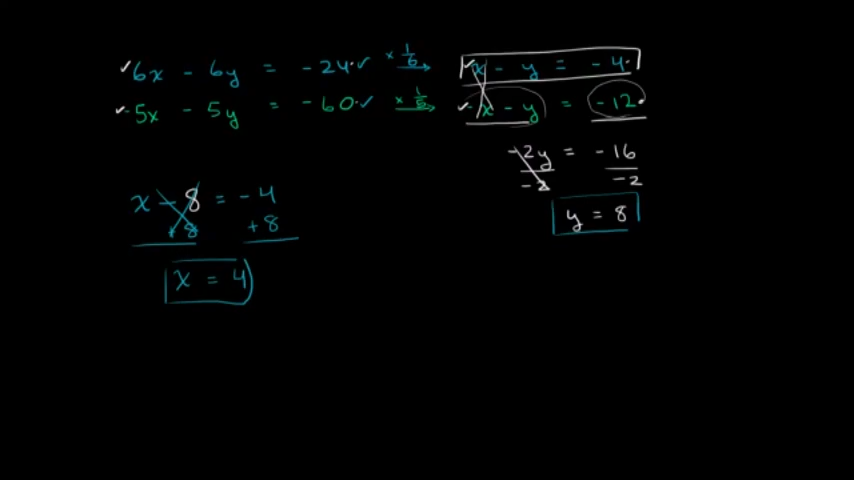 6x - 6y = -24 × 1/6 x - y = -4
-5x - 5y = -60 × 1/5 -x - y = -12
-2y = -16
-2 -2
y = 8
x - 8 = -4
+8 +8
x = 4